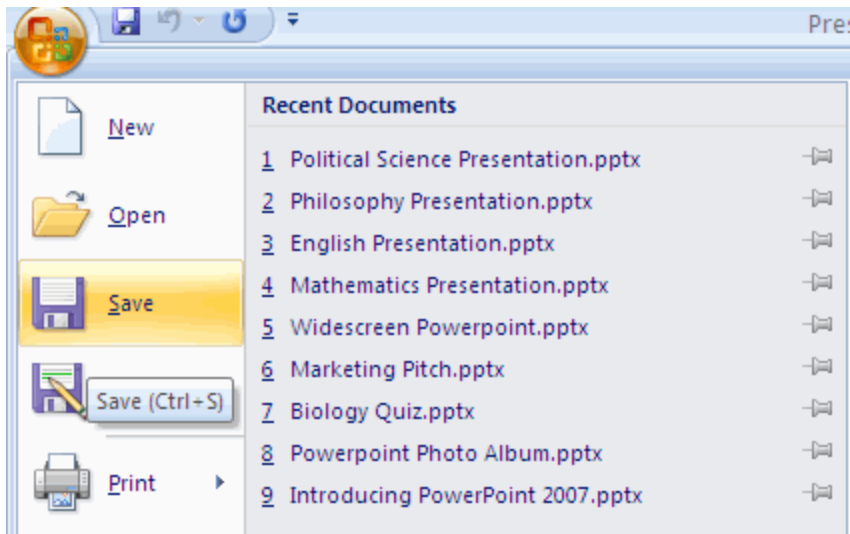 Pres
New
Open
Save
Save (Ctrl+S)
Print
Recent Documents
1 Political Science Presentation.pptx
2 Philosophy Presentation.pptx
3 English Presentation.pptx
4 Mathematics Presentation.pptx
5 Widescreen Powerpoint.pptx
6 Marketing Pitch.pptx
7 Biology Quiz.pptx
8 Powerpoint Photo Album.pptx
9 Introducing PowerPoint 2007.pptx